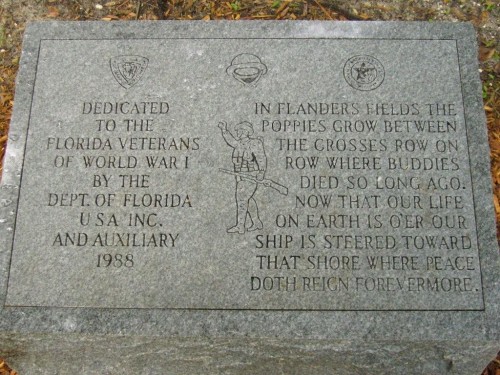 DEDICATED
TO THE
FLORIDA VETERANS
OF WORLD WAR I
BY THE
DEPT. OF FLORIDA
U S A INC.
AND AUXILIARY
1988
IN FLANDERS FIELDS THE
POPPIES GROW BETWEEN
THE CROSSES ROW ON
ROW WHERE BUDDIES
DIED SO LONG AGO.
NOW THAT OUR LIFE
ON EARTH IS O'ER OUR
SHIP IS STEERED TOWARD
THAT SHORE WHERE PEACE
DOTH REIGN FOREVERMORE.